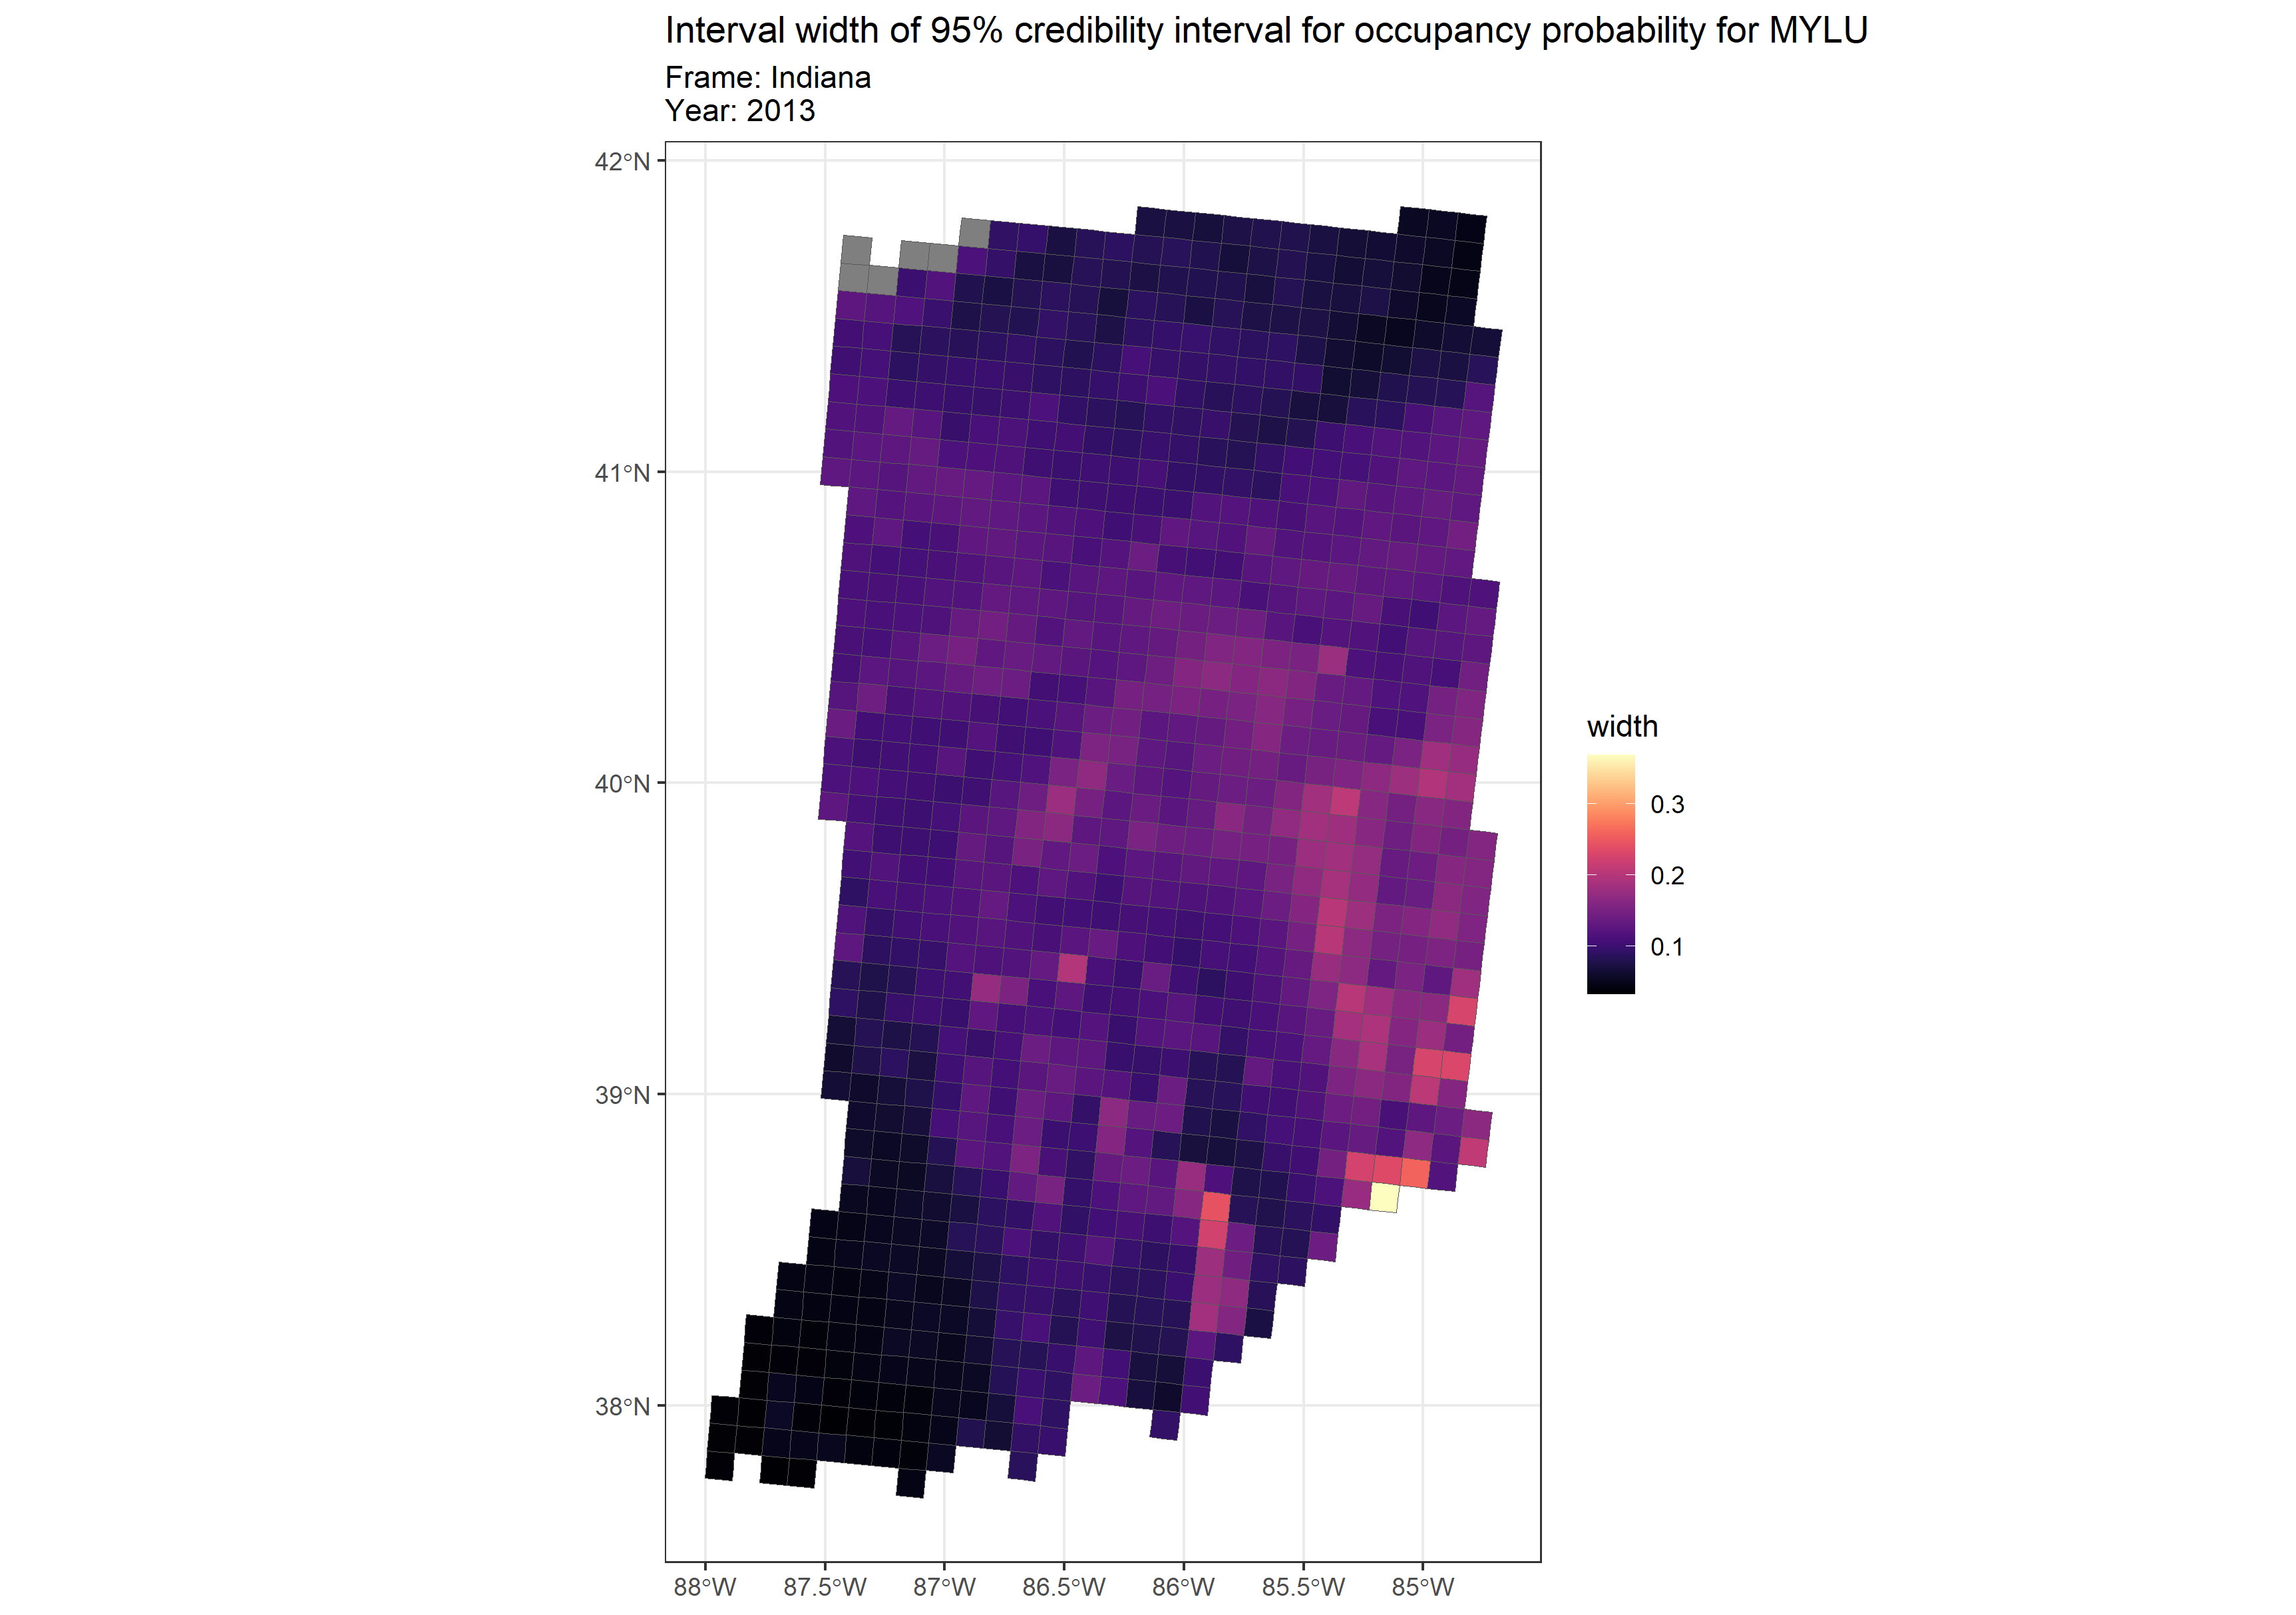 Interval width of 95% credibility interval for occupancy probability for MYLU
Frame: Indiana
Year: 2013
42°N
41°N
40°N
39°N
38°N
88°W
87.5°W
87°W
86.5°W
86°W
85.5°W
85°W
width
0.3
0.2
0.1